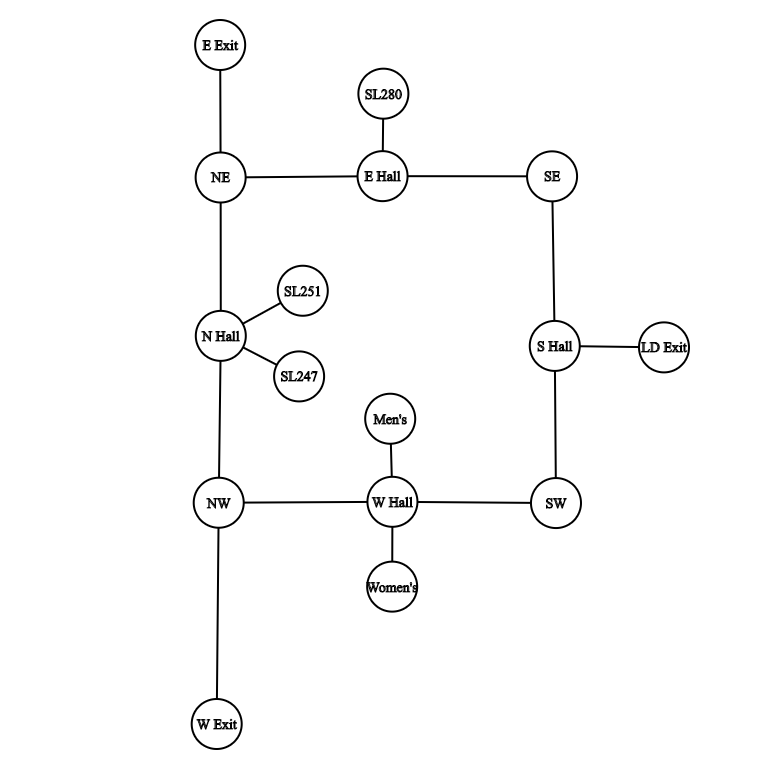 E Exit
SL280
NE
E Hall
SE
SL251
N Hall
S Hall
LD Exit
SL247
Men's
NW
W Hall
SW
Women's
W Exit